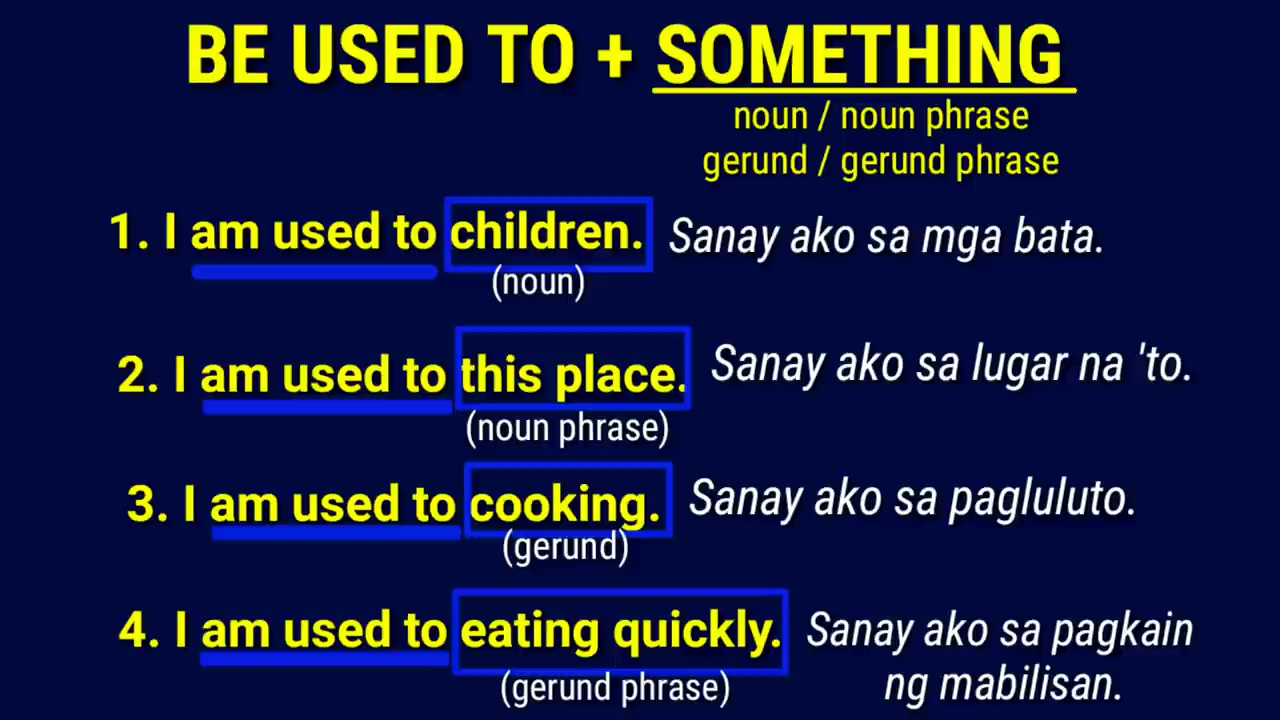 BE USED TO + SOMETHING
noun / noun phrase
gerund / gerund phrase
1. I am used to children. Sanay ako sa mga bata.
(noun)
2. I am used to this place. Sanay ako sa lugar na 'to.
(noun phrase)
3. I am used to cooking. Sanay ako sa pagluluto.
(gerund)
4. I am used to eating quickly. Sanay ako sa pagkain
ng mabilisan.
(gerund phrase)